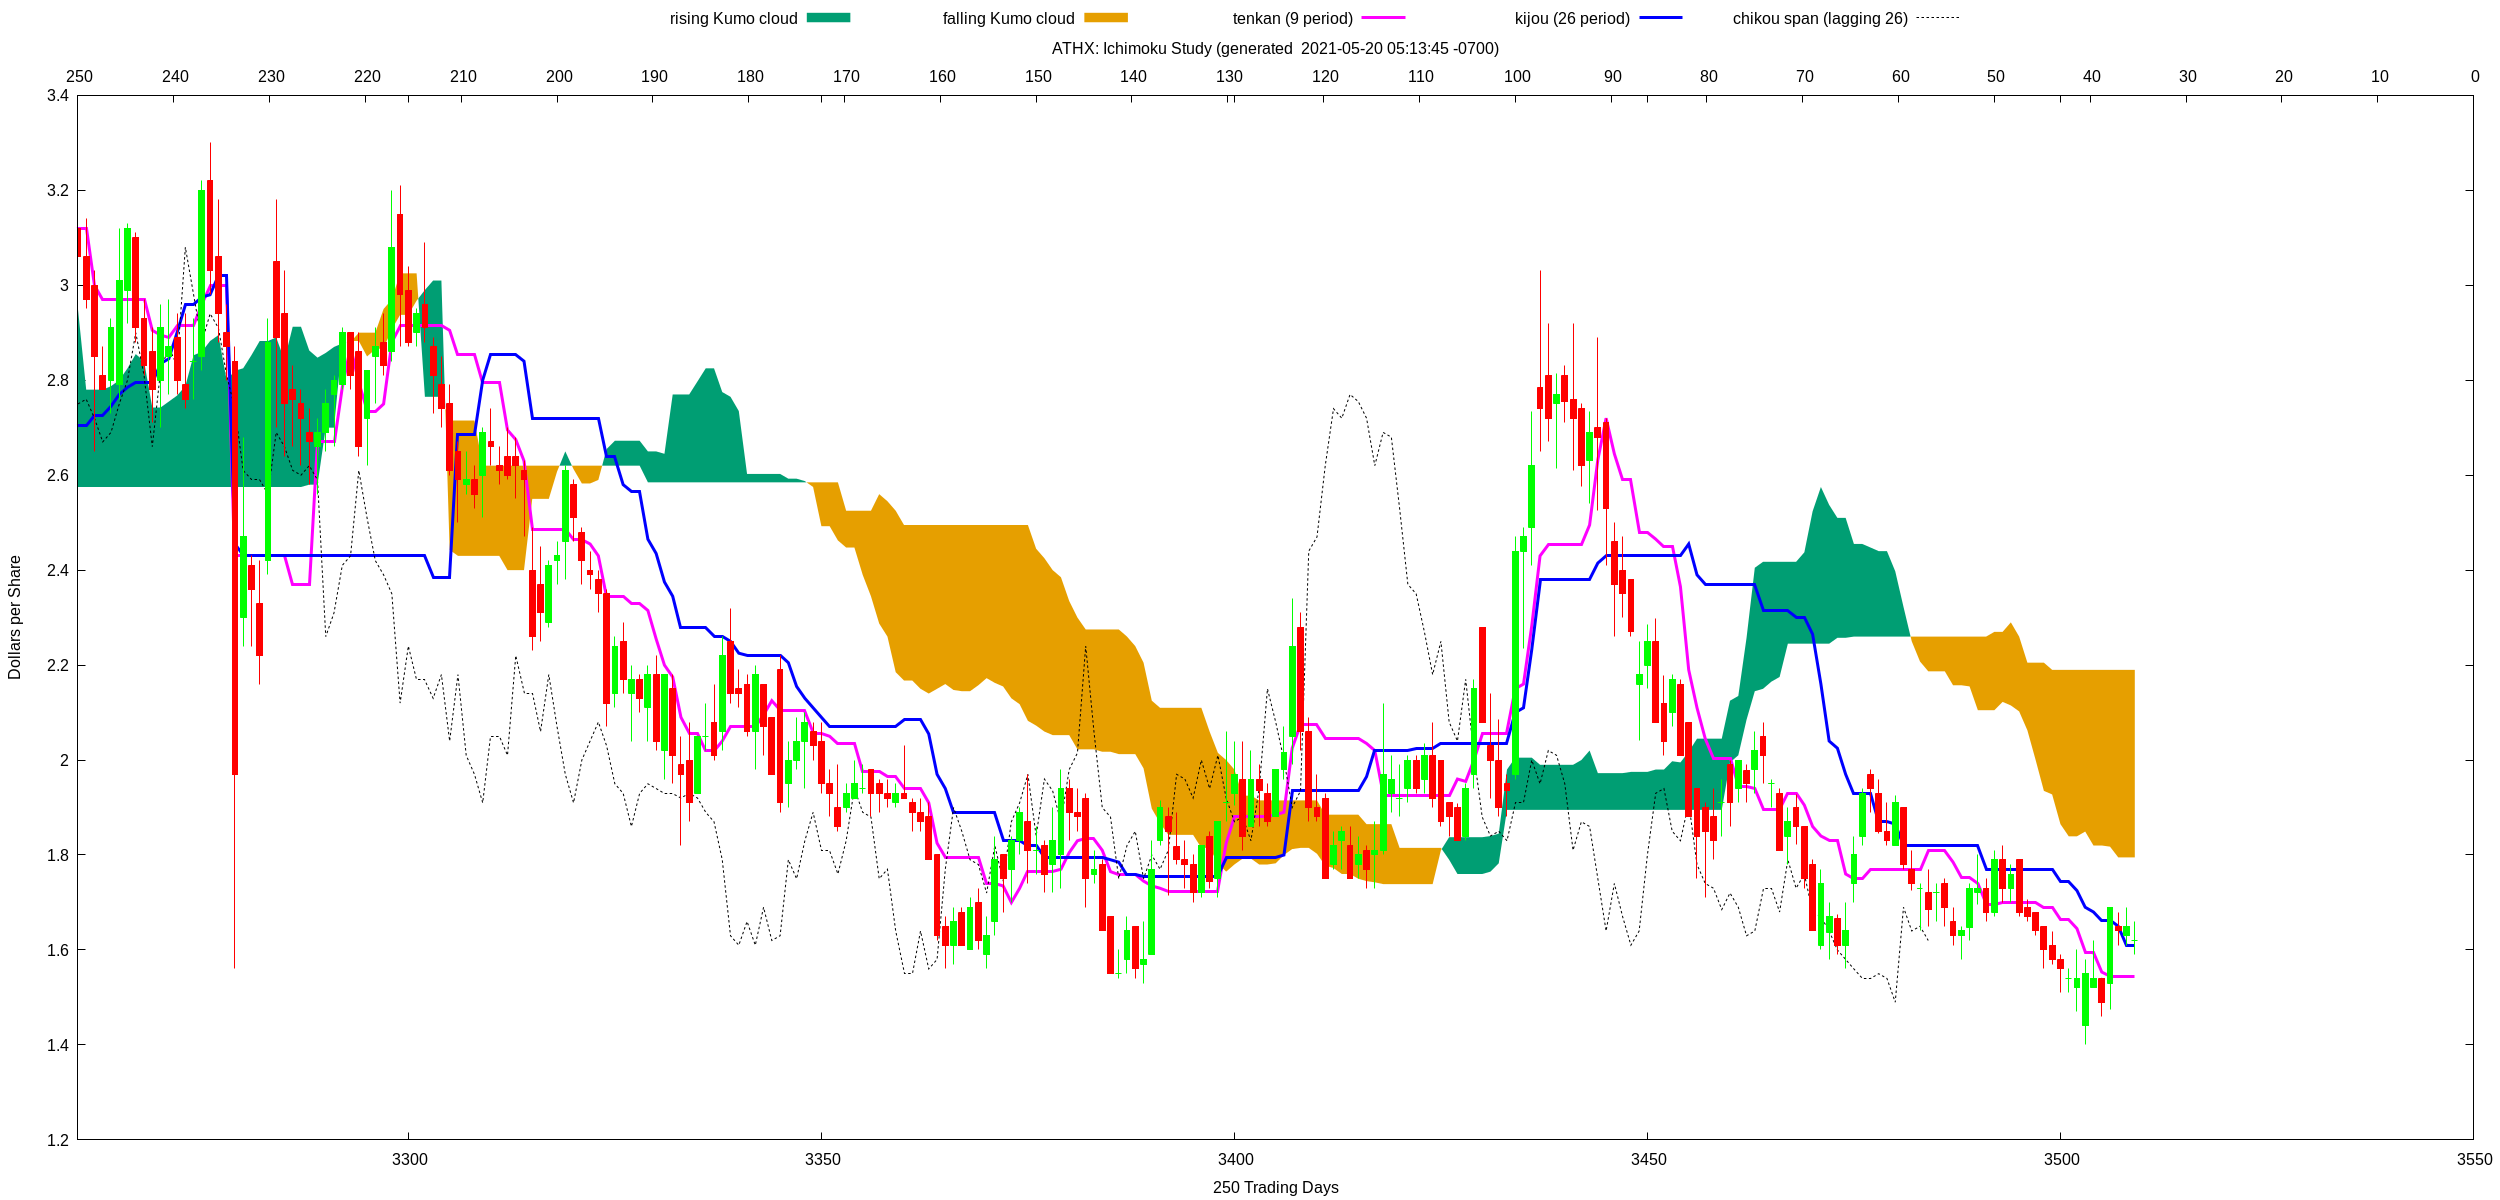 rising Kumo cloud falling Kumo cloud tenkan (9 period) kijou (26 period) chikou span (lagging 26)
ATHX: Ichimoku Study (generated  2021-05-20 05:13:45 -0700)
250 240 230 220 210 200 190 180 170 160 150 140 130 120 110 100 90 80 70 60 50 40 30 20 10 0
3.4
3.2
3
2.8
2.6
2.4
2.2
2
1.8
1.6
1.4
1.2
Dollars per Share
3300 3350 3400 3450 3500 3550
250 Trading Days